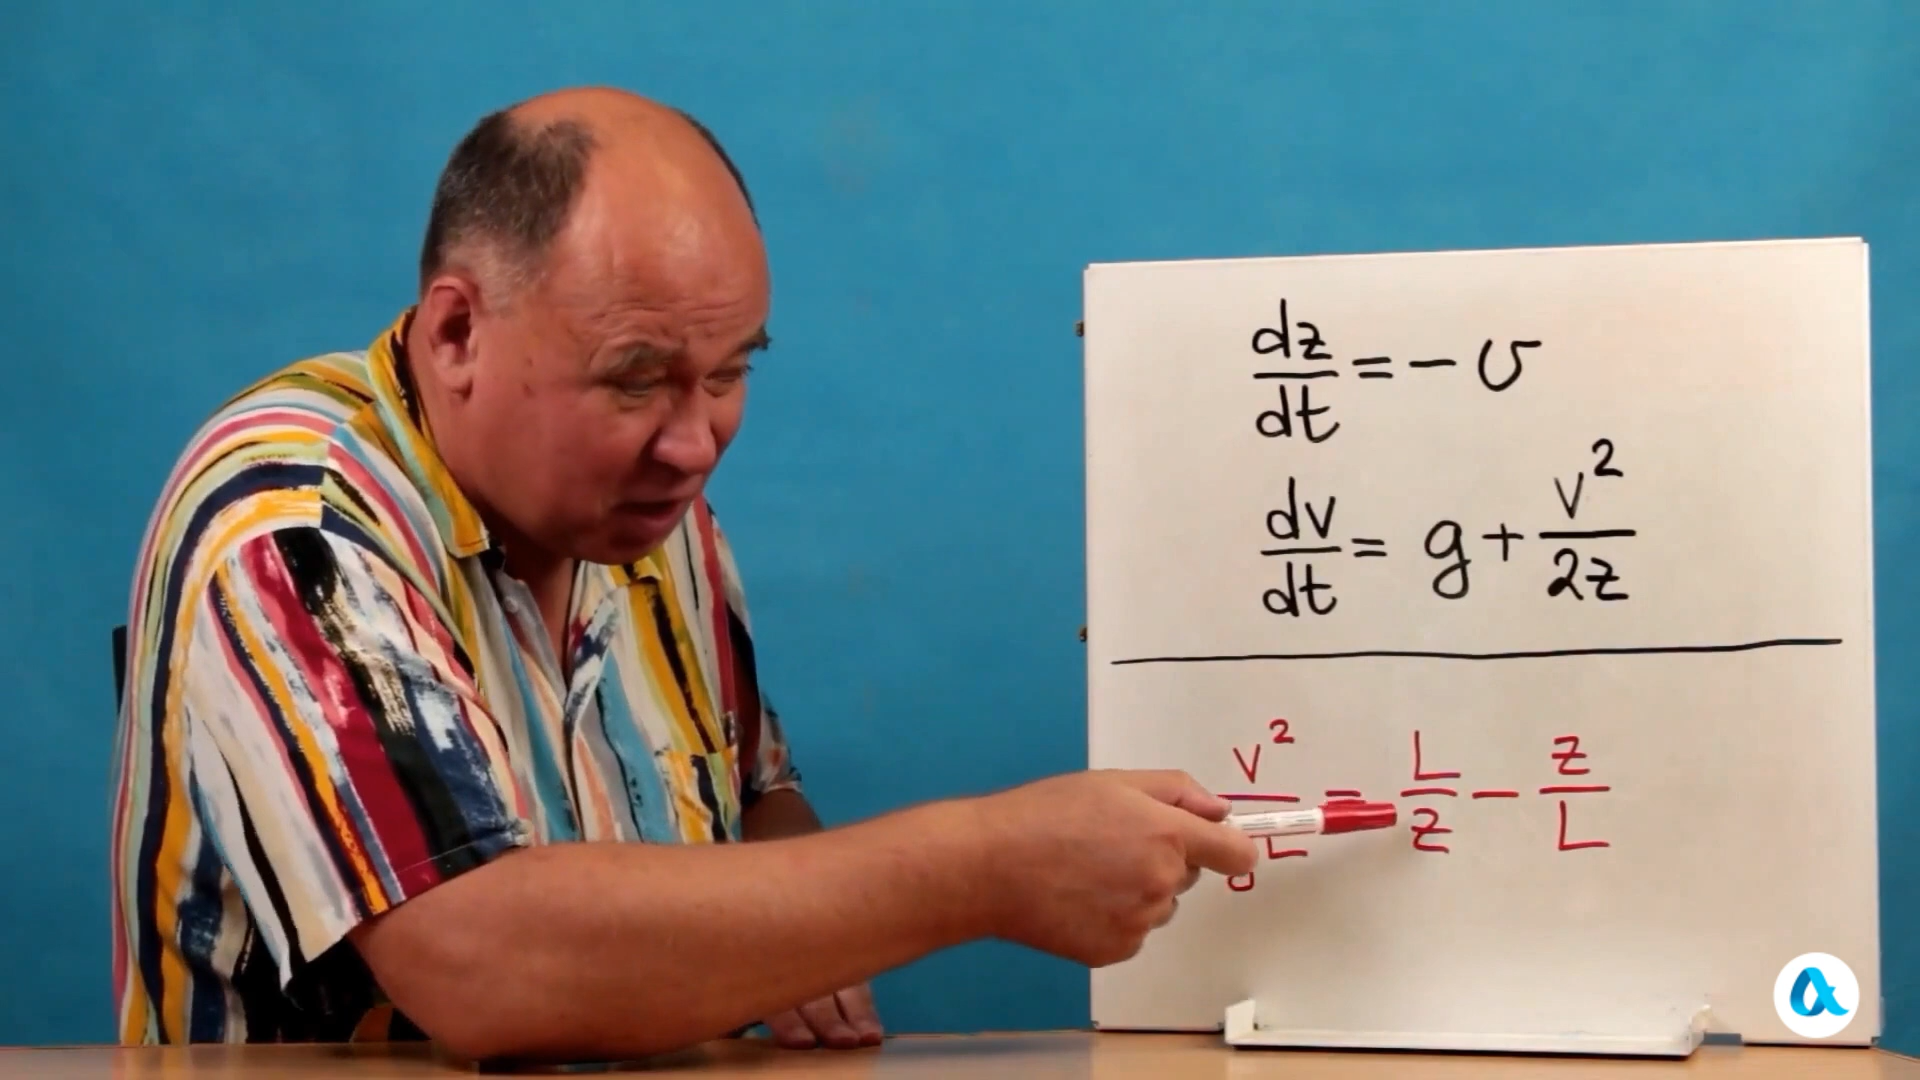 dz/dt = - v
dv/dt = g + v²/2z
v²/gL = L/z - z/L